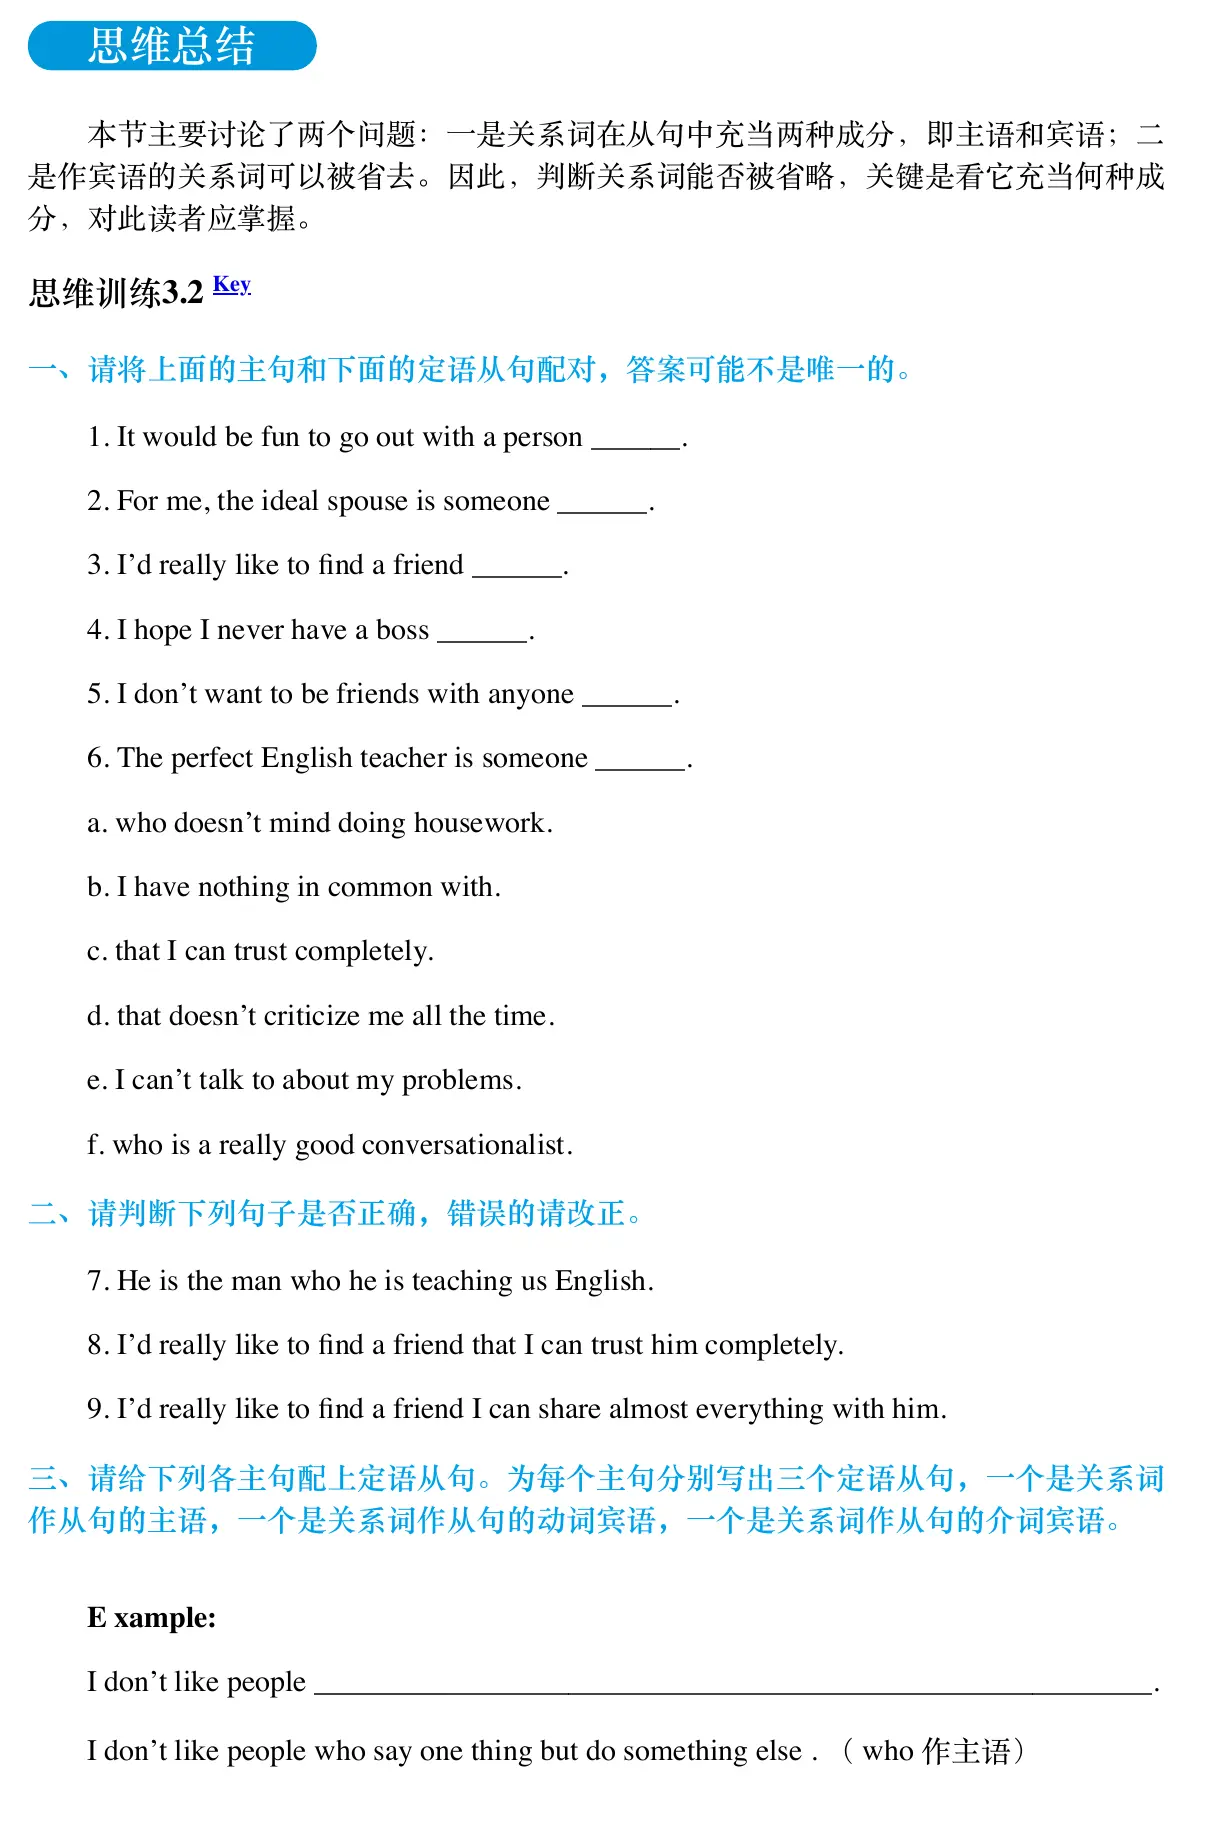 思维总结
本节主要讨论了两个问题：一是关系词在从句中充当两种成分，即主语和宾语；二
是作宾语的关系词可以被省去。因此，判断关系词能否被省略，关键是看它充当何种成
分，对此读者应掌握。
思维训练3.2 Key
一、请将上面的主句和下面的定语从句配对，答案可能不是唯一的。
1. It would be fun to go out with a person ______.
2. For me, the ideal spouse is someone ______.
3. I’d really like to find a friend ______.
4. I hope I never have a boss ______.
5. I don’t want to be friends with anyone ______.
6. The perfect English teacher is someone ______.
a. who doesn’t mind doing housework.
b. I have nothing in common with.
c. that I can trust completely.
d. that doesn’t criticize me all the time.
e. I can’t talk to about my problems.
f. who is a really good conversationalist.
二、请判断下列句子是否正确，错误的请改正。
7. He is the man who he is teaching us English.
8. I’d really like to find a friend that I can trust him completely.
9. I’d really like to find a friend I can share almost everything with him.
三、请给下列各主句配上定语从句。为每个主句分别写出三个定语从句，一个是关系词
作从句的主语，一个是关系词作从句的动词宾语，一个是关系词作从句的介词宾语。
E xample:
I don’t like people ________________________________________________________.
I don’t like people who say one thing but do something else .（ who 作主语）